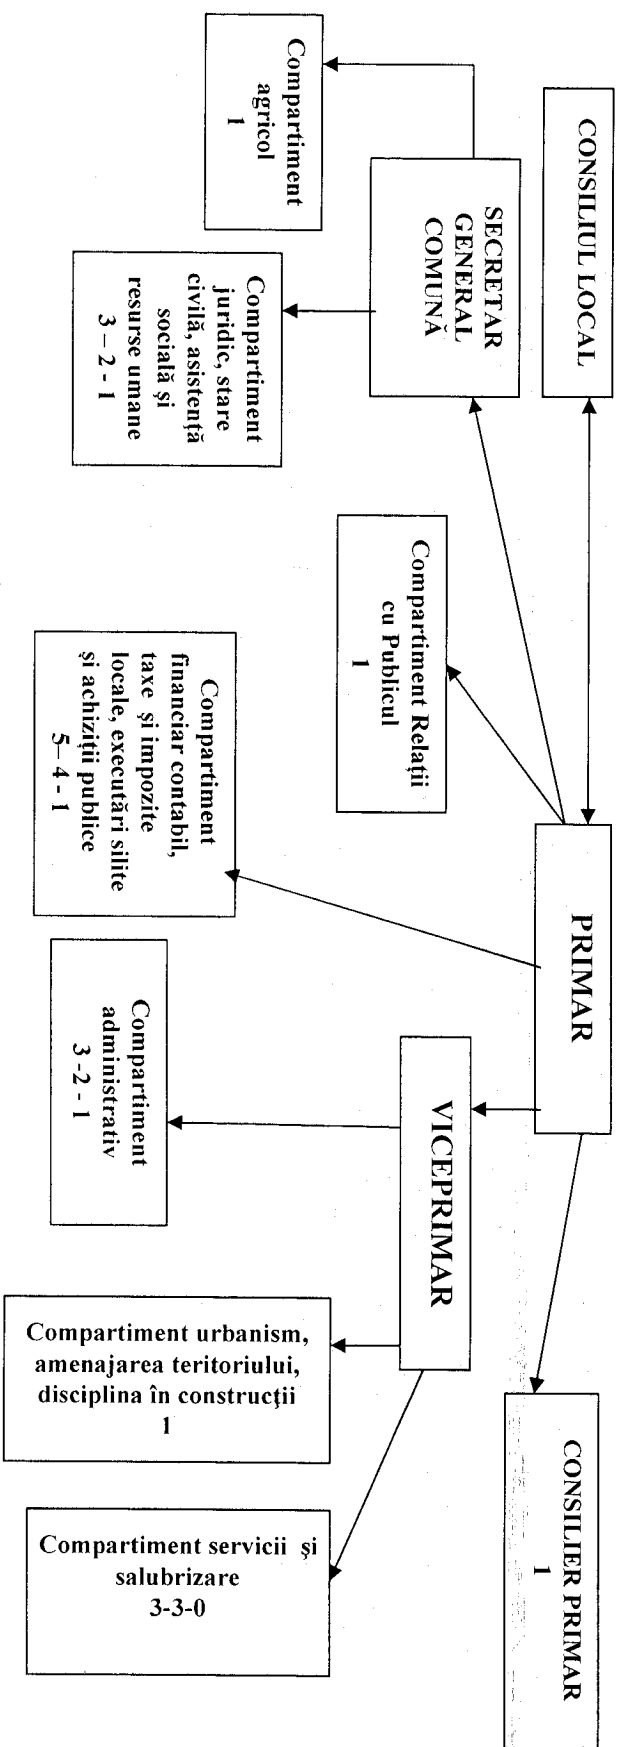 CONSILIUL LOCAL
PRIMAR
CONSILIER PRIMAR
1
SECRETAR
GENERAL
COMUNĂ
VICEPRIMAR
Compartiment
agricol
1
Compartiment
juridic, stare
civilă, asistență
socială și
resurse umane
3 – 2 - 1
Compartiment Relații
cu Publicul
1
Compartiment
financiar contabil,
taxe și impozite
locale, executări silite
și achiziții publice
5– 4 - 1
Compartiment
administrativ
3 -2 - 1
Compartiment urbanism,
amenajarea teritoriului,
disciplina în construcţii
1
Compartiment servicii şi
salubrizare
3-3-0